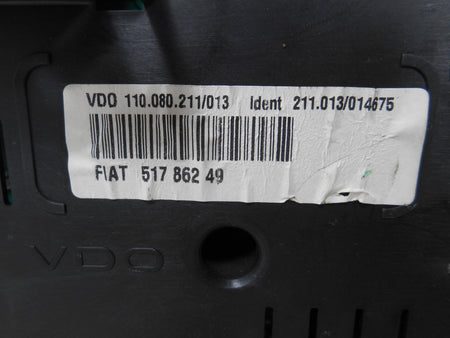 VDO 110.080.211/013 Ident 211.013/014675
FIAT 517 862 49
VDO